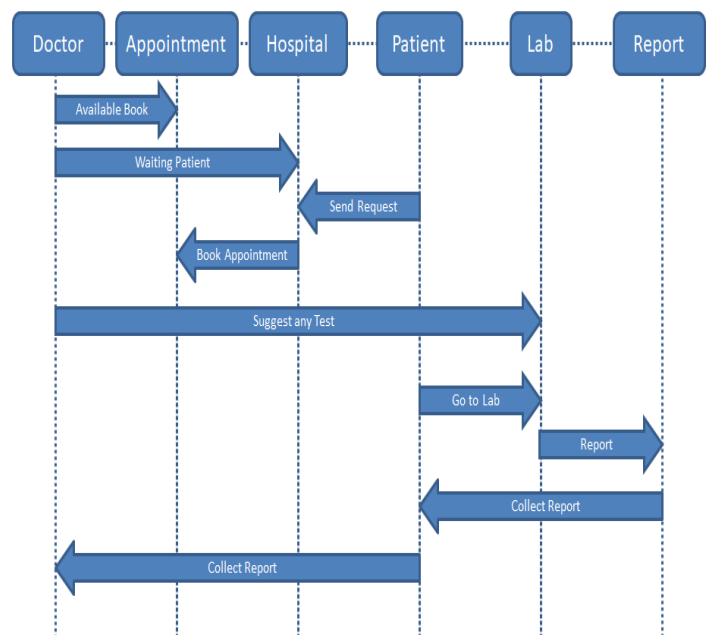 Doctor Appointment Hospital Patient Lab Report
Available Book
Waiting Patient
Send Request
Book Appointment
Suggest any Test
Go to Lab
Report
Collect Report
Collect Report